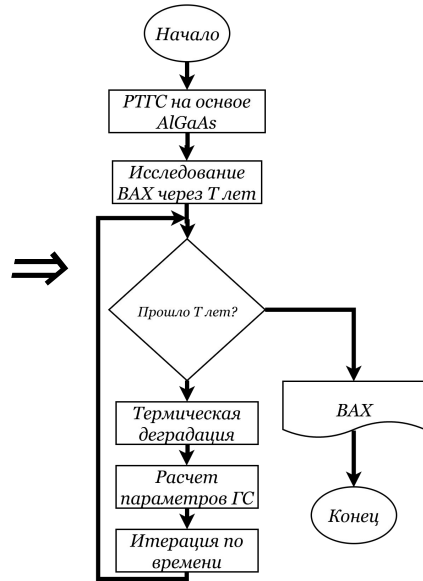 Начало
РТГС на оснвое
AlGaAs
Исследование
ВАХ через T лет
Прошло T лет?
Термическая
деградация
ВАХ
Расчет
параметров ГС
Итерация по
времени
Конец